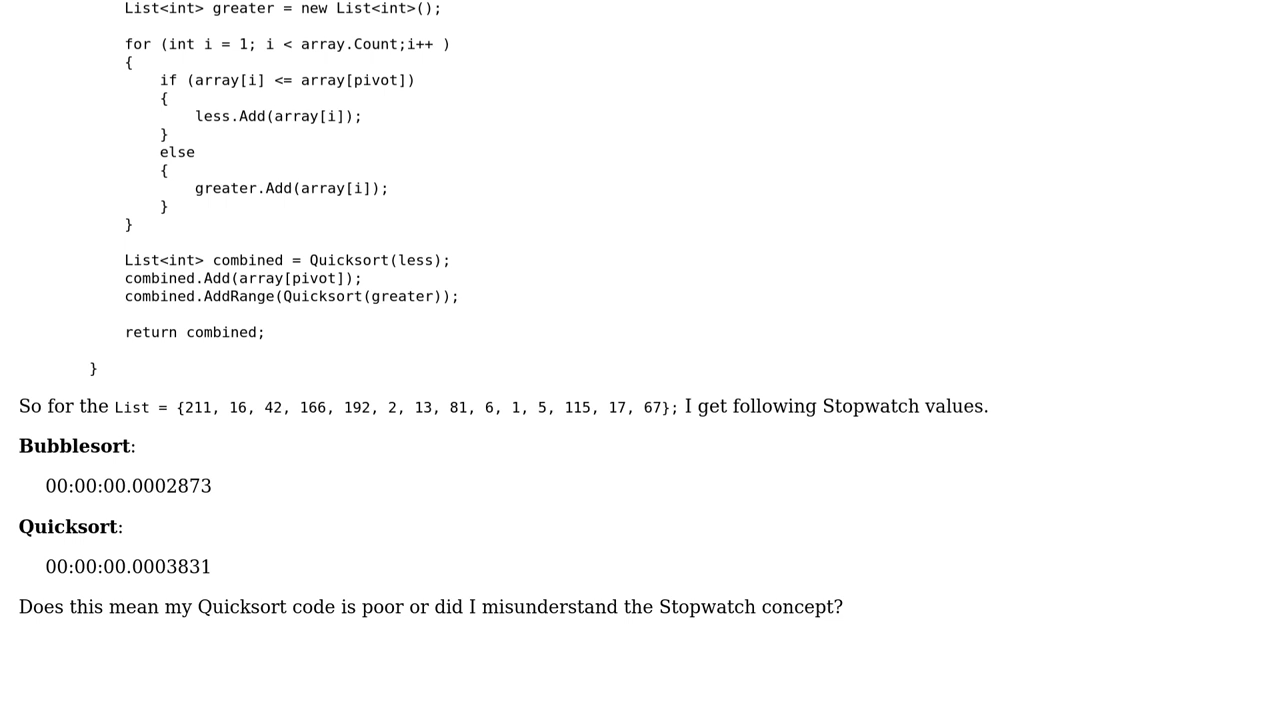 List<int> greater = new List<int>();
for (int i = 1; i < array.Count;i++ )
{
if (array[i] <= array[pivot])
{
less.Add(array[i]);
}
else
{
greater.Add(array[i]);
}
}
List<int> combined = Quicksort(less);
combined.Add(array[pivot]);
combined.AddRange(Quicksort(greater));
return combined;
}
So for the List = {211, 16, 42, 166, 192, 2, 13, 81, 6, 1, 5, 115, 17, 67}; I get following Stopwatch values.
Bubblesort:
00:00:00.0002873
Quicksort:
00:00:00.0003831
Does this mean my Quicksort code is poor or did I misunderstand the Stopwatch concept?